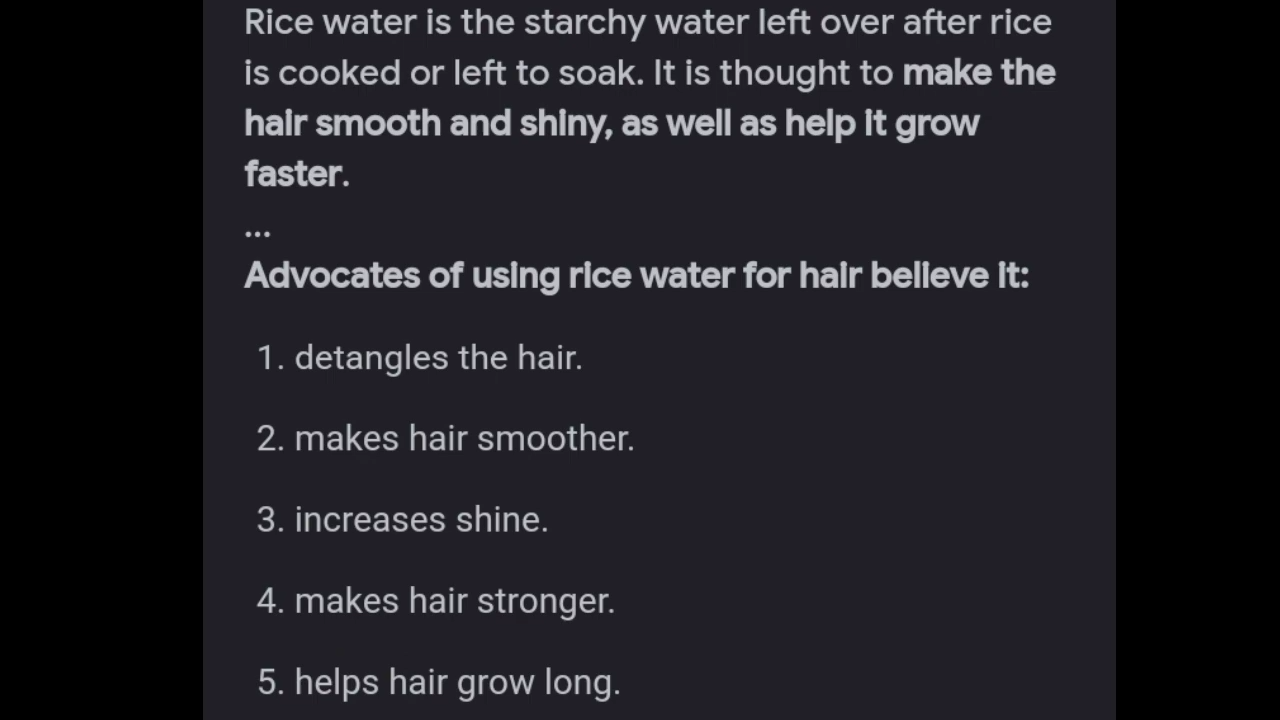 Rice water is the starchy water left over after rice
is cooked or left to soak. It is thought to make the
hair smooth and shiny, as well as help it grow
faster.
...
Advocates of using rice water for hair believe it:
1. detangles the hair.
2. makes hair smoother.
3. increases shine.
4. makes hair stronger.
5. helps hair grow long.